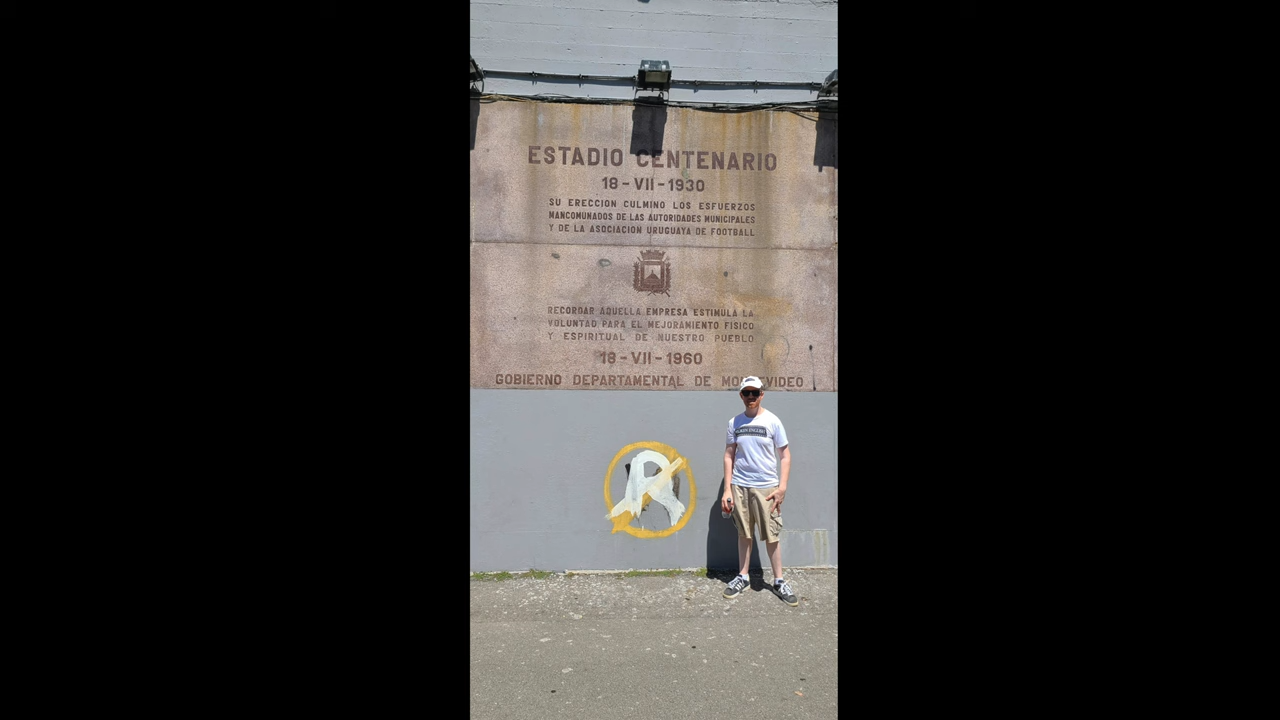 ESTADIO CENTENARIO
18-VII-1930
SU ERECCION CULMINO LOS ESFUERZOS
MANCOMUNADOS DE LAS AUTORIDADES MUNICIPALES
Y DE LA ASOCIACION URUGUAYA DE FOOTBALL
RECORDAR AQUELLA EMPRESA ESTIMULA LA
VOLUNTAD PARA EL MEJORAMIENTO FISICO
Y ESPIRITUAL DE NUESTRO PUEBLO
18-VII-1960
GOBIERNO DEPARTAMENTAL DE MONTEVIDEO
R